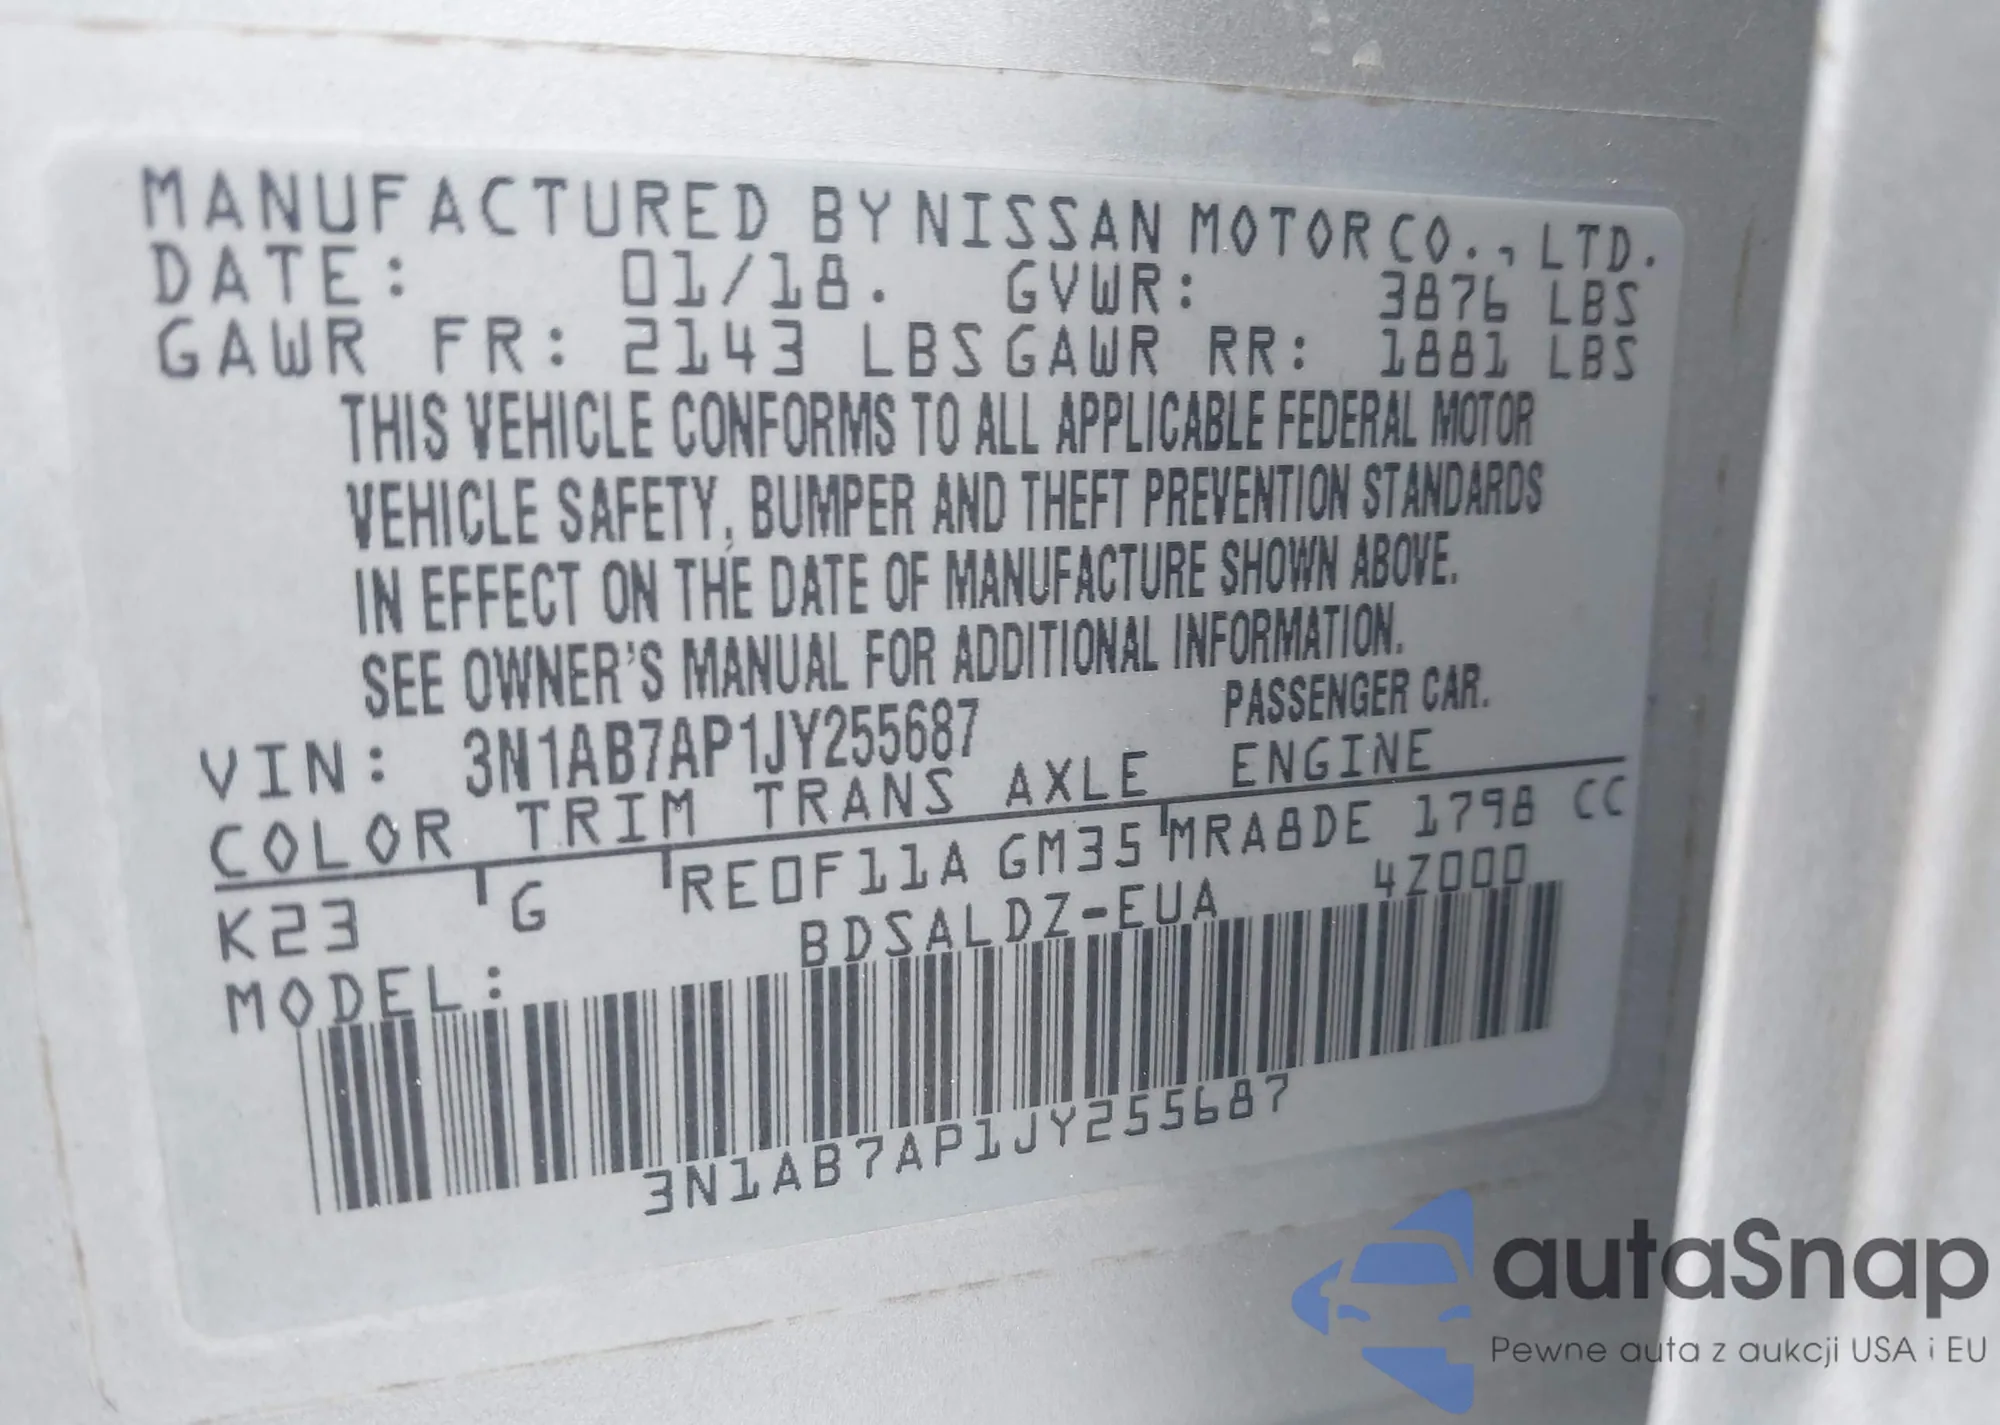 MANUFACTURED BY NISSAN MOTOR CO., LTD.
DATE: 01/18. GVWR: 3876 LBS
GAWR FR: 2143 LBS GAWR RR: 1881 LBS
THIS VEHICLE CONFORMS TO ALL APPLICABLE FEDERAL MOTOR
VEHICLE SAFETY, BUMPER AND THEFT PREVENTION STANDARDS
IN EFFECT ON THE DATE OF MANUFACTURE SHOWN ABOVE.
SEE OWNER'S MANUAL FOR ADDITIONAL INFORMATION.
VIN: 3N1AB7AP1JY255687 PASSENGER CAR.
COLOR TRIM TRANS AXLE ENGINE
K23 G RE0F11A GM35 MRA8DE 1798 CC
MODEL: BDSALDZ-EUA 4Z000
3N1AB7AP1JY255687
autaSnap
Pewne auta z aukcji USA i EU